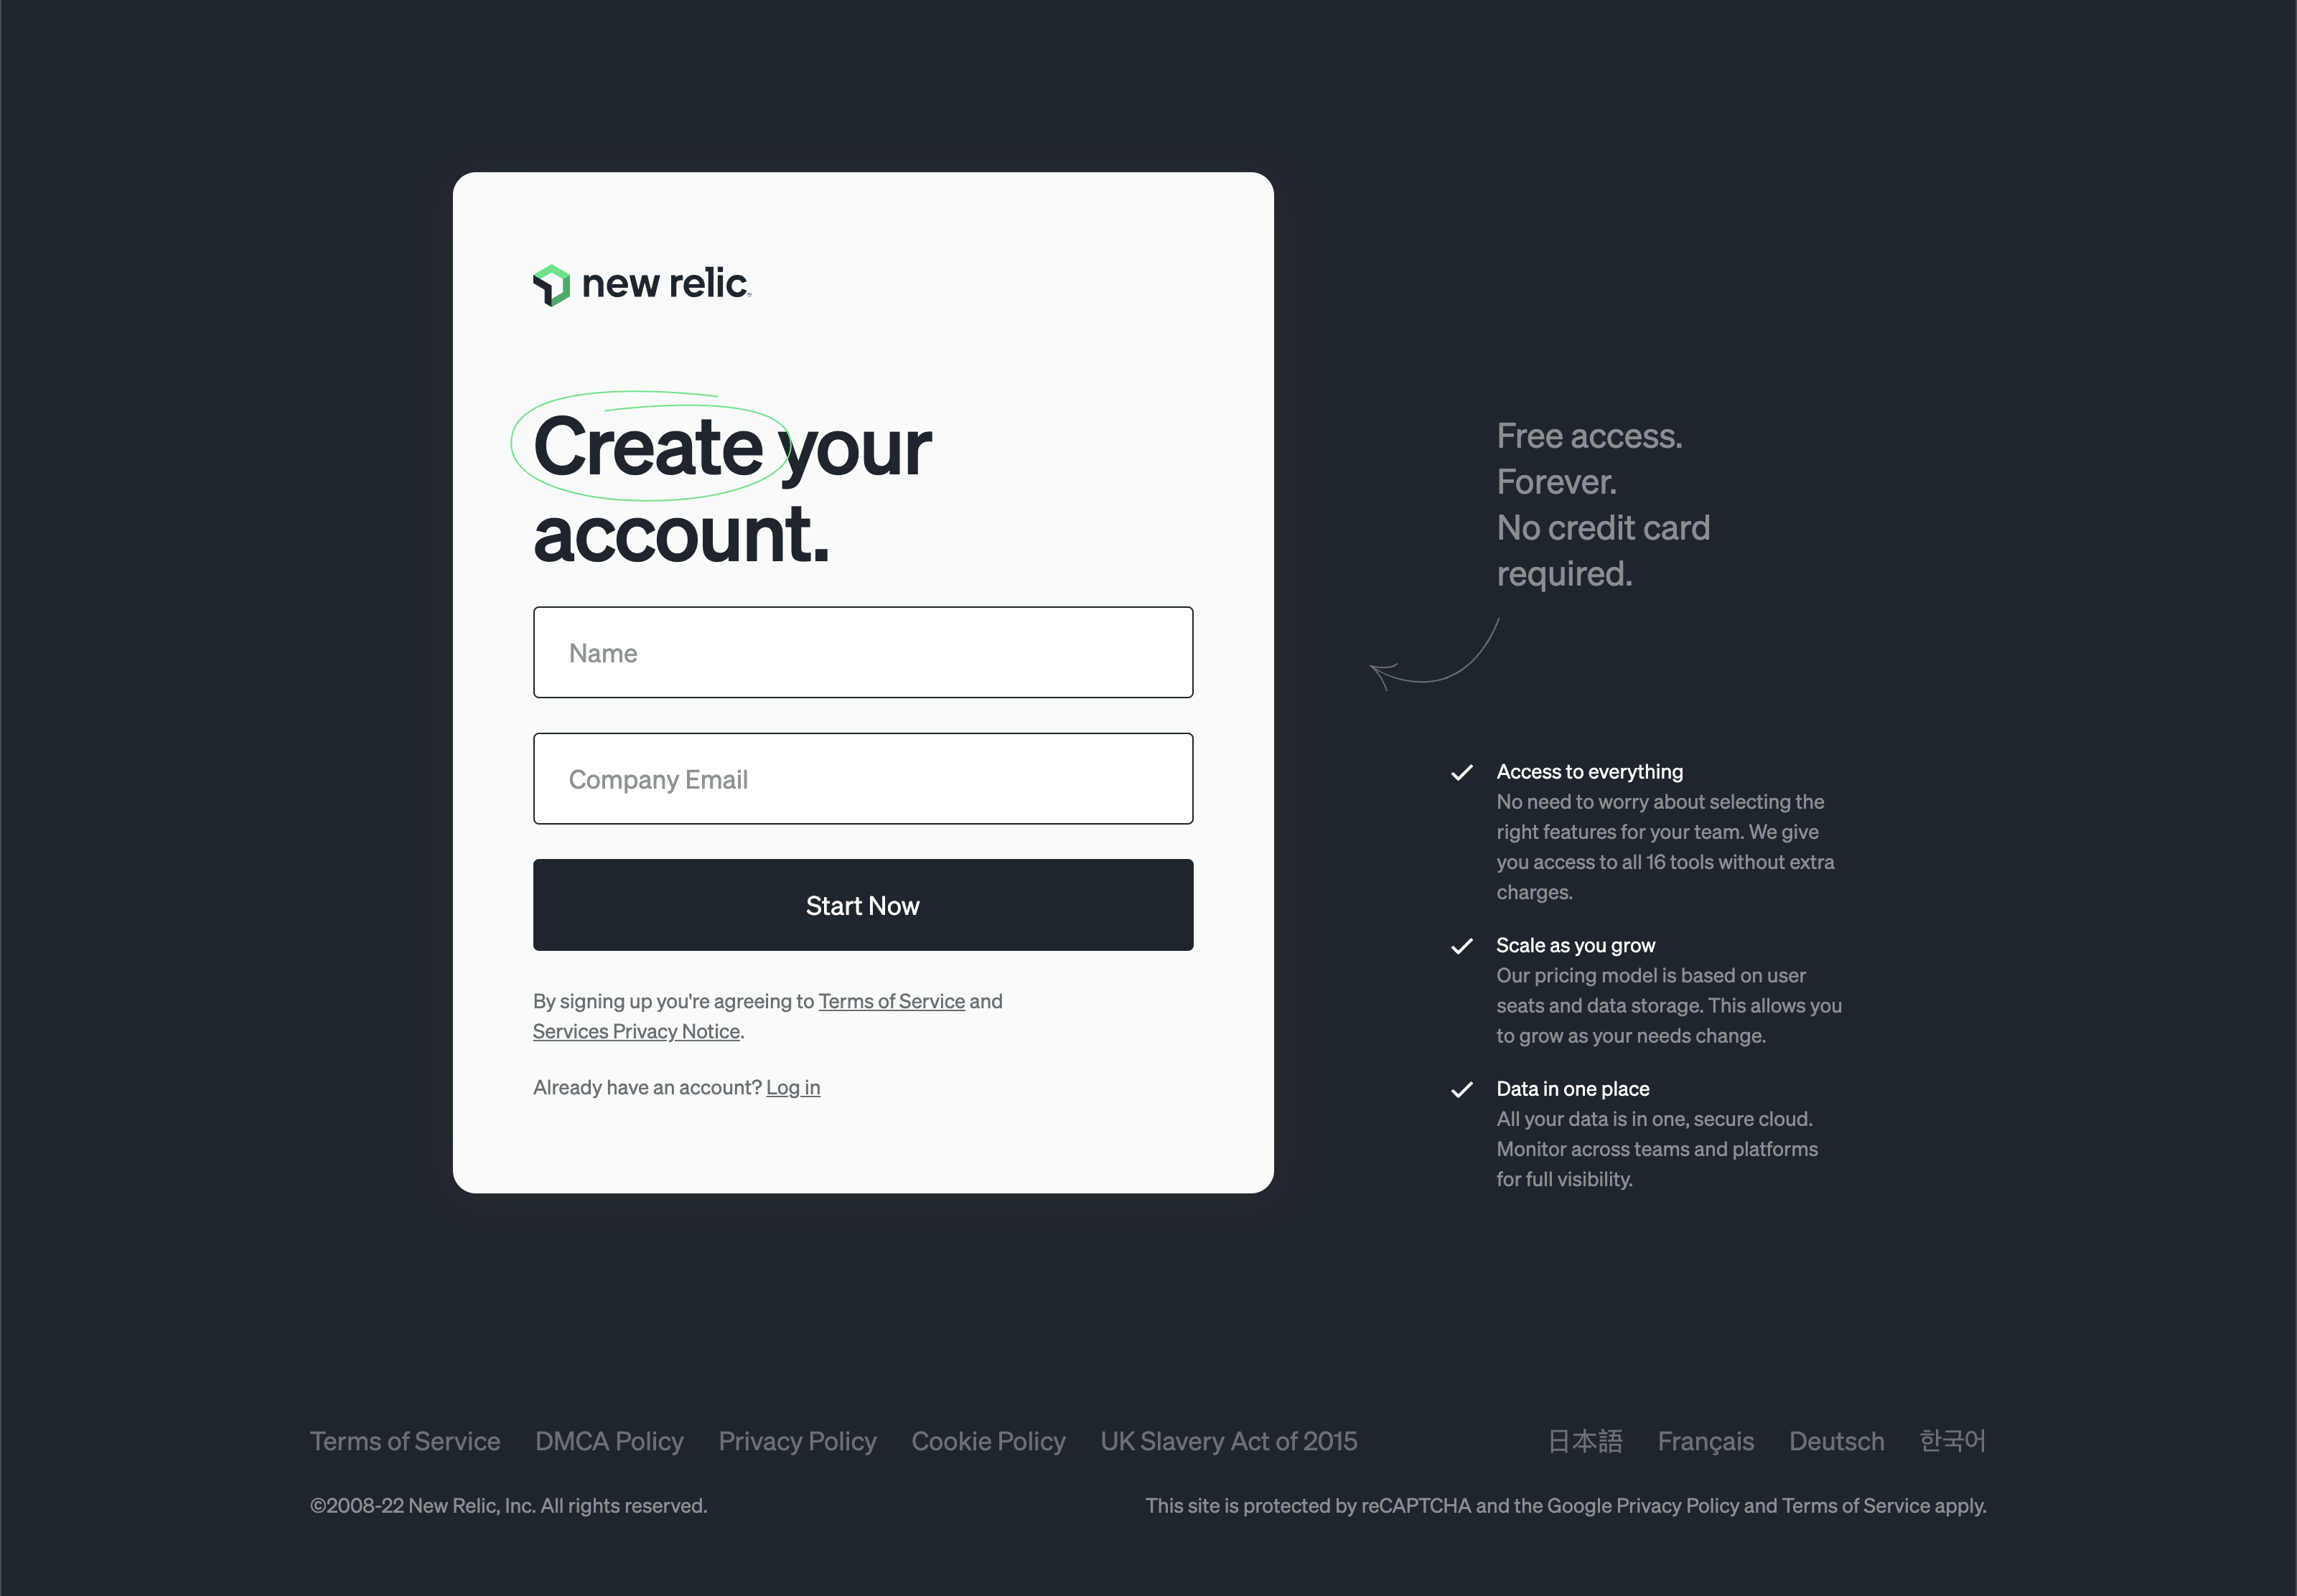 new relic
Create your
account.
Name
Company Email
Start Now
By signing up you're agreeing to Terms of Service and
Services Privacy Notice.
Already have an account? Log in
Free access.
Forever.
No credit card
required.
Access to everything
No need to worry about selecting the
right features for your team. We give
you access to all 16 tools without extra
charges.
Scale as you grow
Our pricing model is based on user
seats and data storage. This allows you
to grow as your needs change.
Data in one place
All your data is in one, secure cloud.
Monitor across teams and platforms
for full visibility.
Terms of Service DMCA Policy Privacy Policy Cookie Policy UK Slavery Act of 2015 日本語 Français Deutsch 한국어
©2008-22 New Relic, Inc. All rights reserved. This site is protected by reCAPTCHA and the Google Privacy Policy and Terms of Service apply.